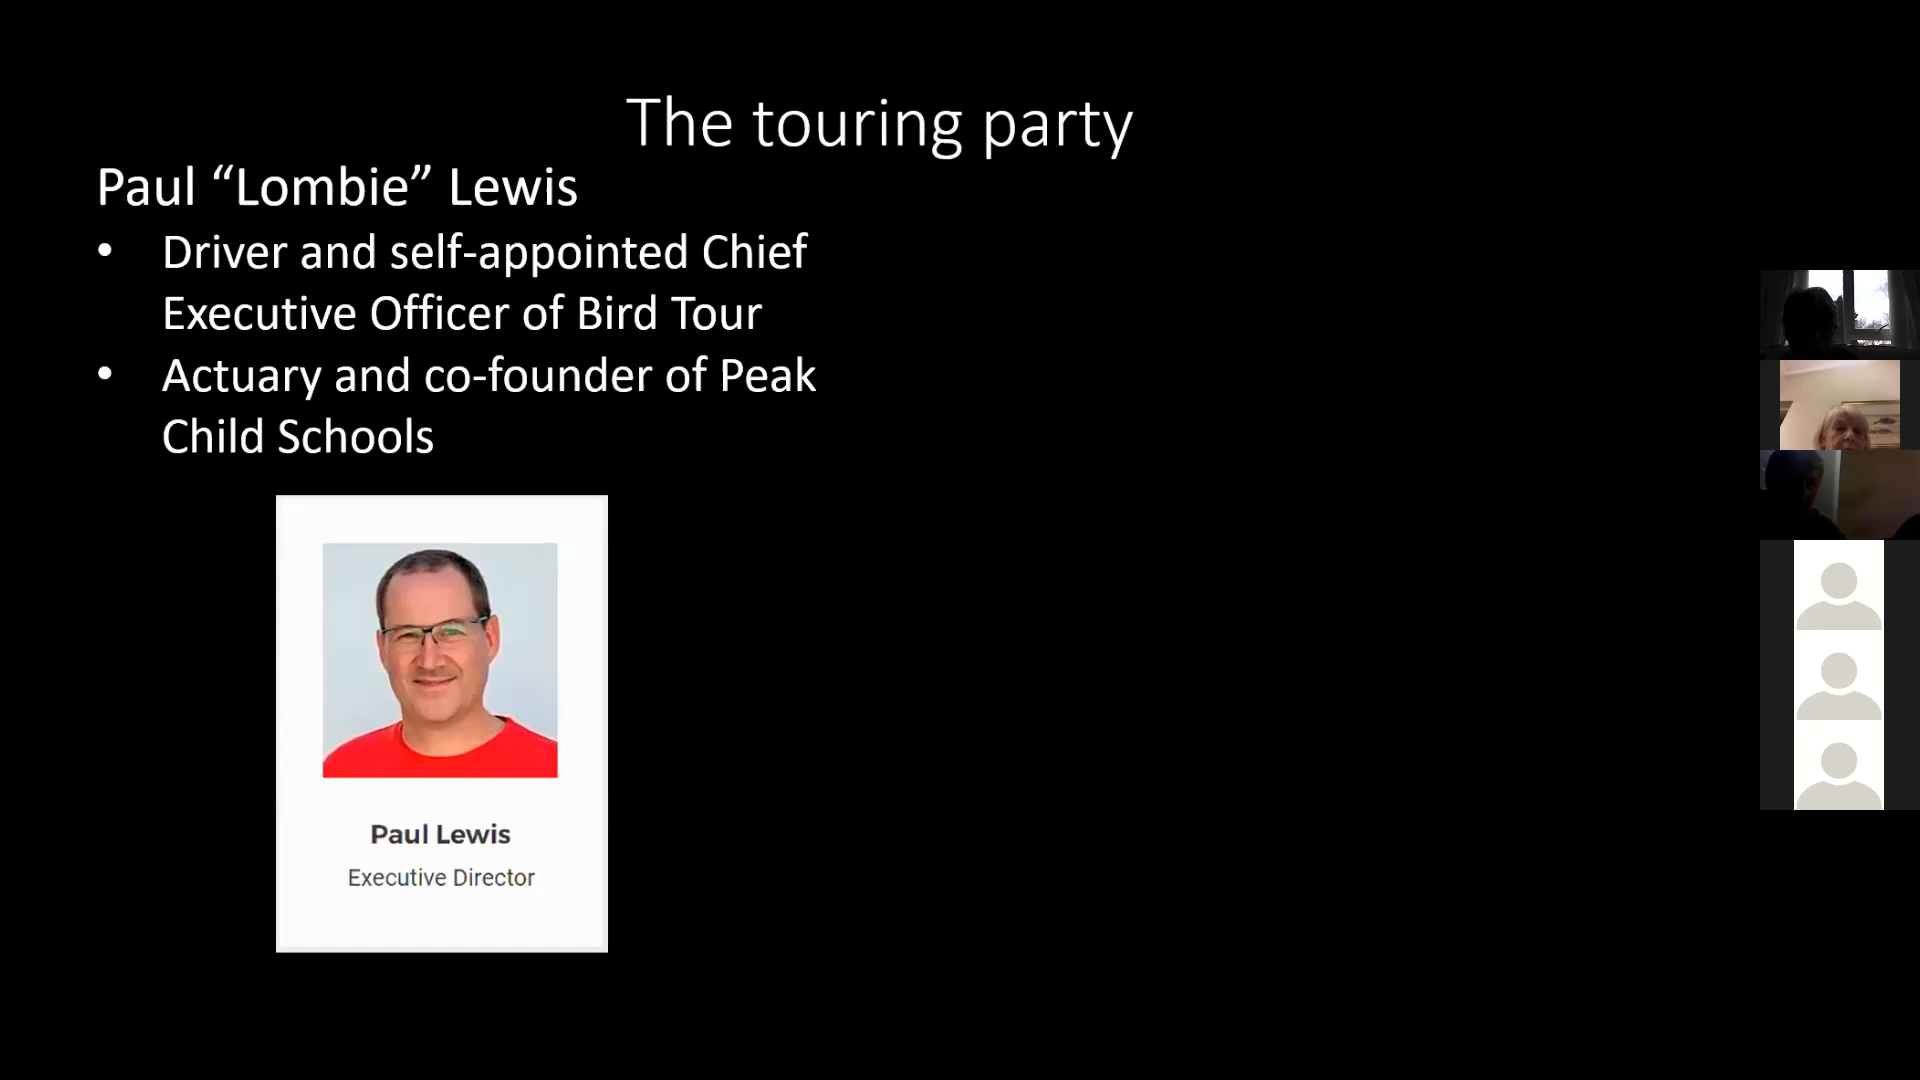 The touring party
Paul “Lombie” Lewis
• Driver and self-appointed Chief
Executive Officer of Bird Tour
• Actuary and co-founder of Peak
Child Schools
Paul Lewis
Executive Director